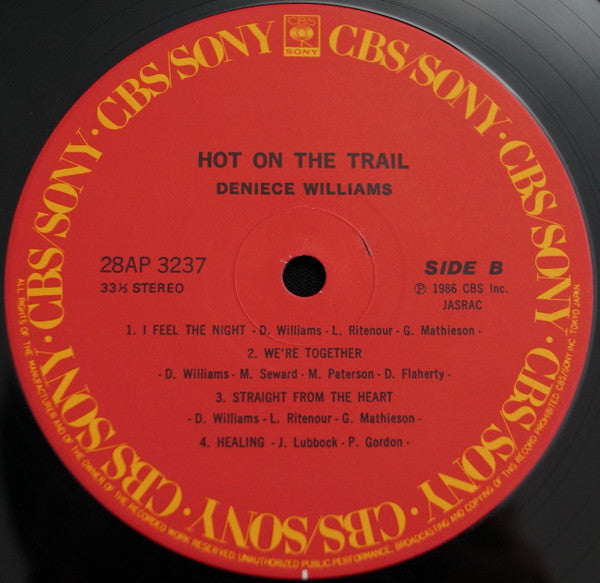 CBS/SONY · CBS/SONY · CBS/SONY · CBS/SONY · CBS/SONY · CBS/SONY · CBS/SONY · CBS/SONY
CBS
SONY
HOT ON THE TRAIL
DENIECE WILLIAMS
28AP 3237
33⅓ STEREO
SIDE B
Ⓟ 1986 CBS Inc.
JASRAC
1. I FEEL THE NIGHT - D. Williams - L. Ritenour - G. Mathieson -
2. WE'RE TOGETHER
- D. Williams - M. Seward - M. Peterson - D. Flaherty -
3. STRAIGHT FROM THE HEART
- D. Williams - L. Ritenour - G. Mathieson -
4. HEALING - J. Lubbock - P. Gordon -
ALL RIGHTS OF THE MANUFACTURER AND OF THE OWNER OF THE RECORDED WORK RESERVED. UNAUTHORIZED PUBLIC PERFORMANCE, BROADCASTING AND COPYING OF THIS RECORD PROHIBITED. CBS/SONY INC. TOKYO JAPAN